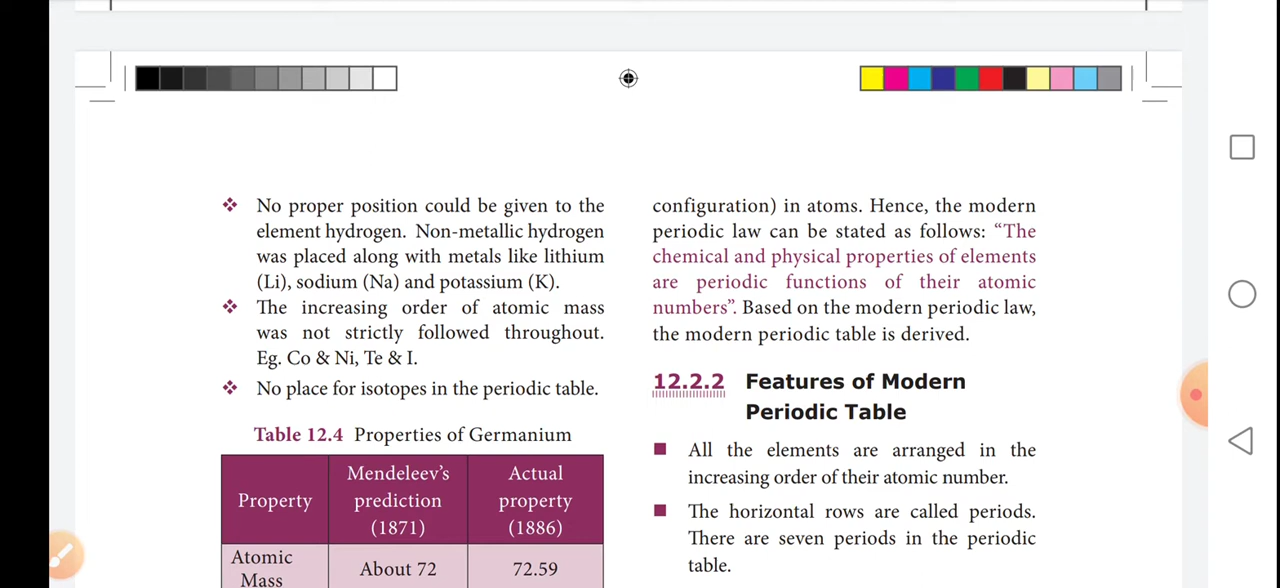 ❖ No proper position could be given to the
element hydrogen. Non-metallic hydrogen
was placed along with metals like lithium
(Li), sodium (Na) and potassium (K).
❖ The increasing order of atomic mass
was not strictly followed throughout.
Eg. Co & Ni, Te & I.
❖ No place for isotopes in the periodic table.
Table 12.4 Properties of Germanium
Property
Mendeleev’s
prediction
(1871)
Actual
property
(1886)
Atomic
Mass
About 72
72.59
configuration) in atoms. Hence, the modern
periodic law can be stated as follows: “The
chemical and physical properties of elements
are periodic functions of their atomic
numbers”. Based on the modern periodic law,
the modern periodic table is derived.
12.2.2 Features of Modern
Periodic Table
■ All the elements are arranged in the
increasing order of their atomic number.
■ The horizontal rows are called periods.
There are seven periods in the periodic
table.